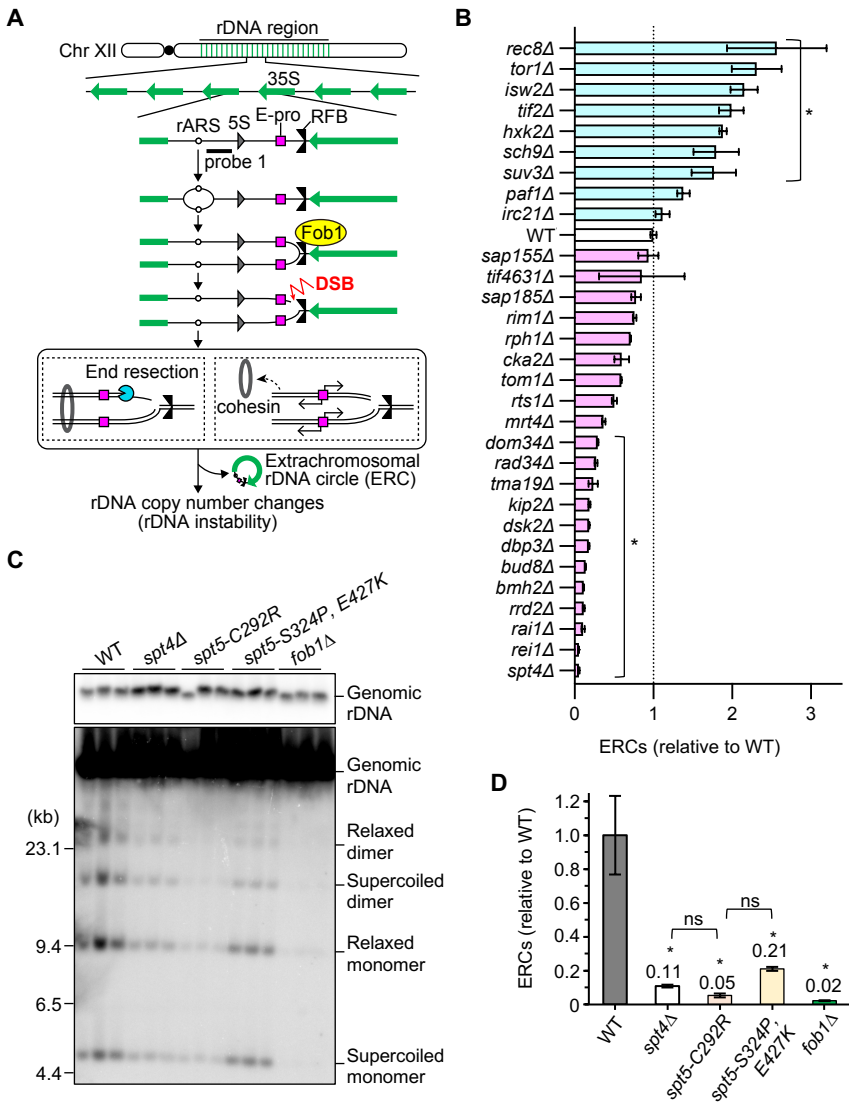 A
rDNA region
Chr XII
35S
E-pro
RFB
rARS
5S
probe 1
Fob1
DSB
End resection
cohesin
Extrachromosomal
rDNA circle (ERC)
rDNA copy number changes
(rDNA instability)
B
rec8Δ
*
tor1Δ
isw2Δ
tif2Δ
hxk2Δ
sch9Δ
suv3Δ
paf1Δ
irc21Δ
WT
sap155Δ
tif4631Δ
sap185Δ
rim1Δ
rph1Δ
cka2Δ
tom1Δ
rts1Δ
mrt4Δ
dom34Δ
rad34Δ
tma19Δ
kip2Δ
dsk2Δ
dbp3Δ
*
bud8Δ
bmh2Δ
rrd2Δ
rai1Δ
rei1Δ
spt4Δ
0 1 2 3
ERCs (relative to WT)
C
WT
spt4Δ
spt5-C292R
spt5-S324P, E427K
fob1Δ
Genomic
rDNA
Genomic
rDNA
(kb)
23.1
Relaxed
dimer
Supercoiled
dimer
9.4
Relaxed
monomer
6.5
4.4
Supercoiled
monomer
D
ERCs (relative to WT)
1.2
1.0
0.8
0.6
0.4
0.2
0
ns
ns
*
0.11
*
0.05
*
0.21
*
0.02
WT
spt4Δ
spt5-C292R
spt5-S324P,
E427K
fob1Δ